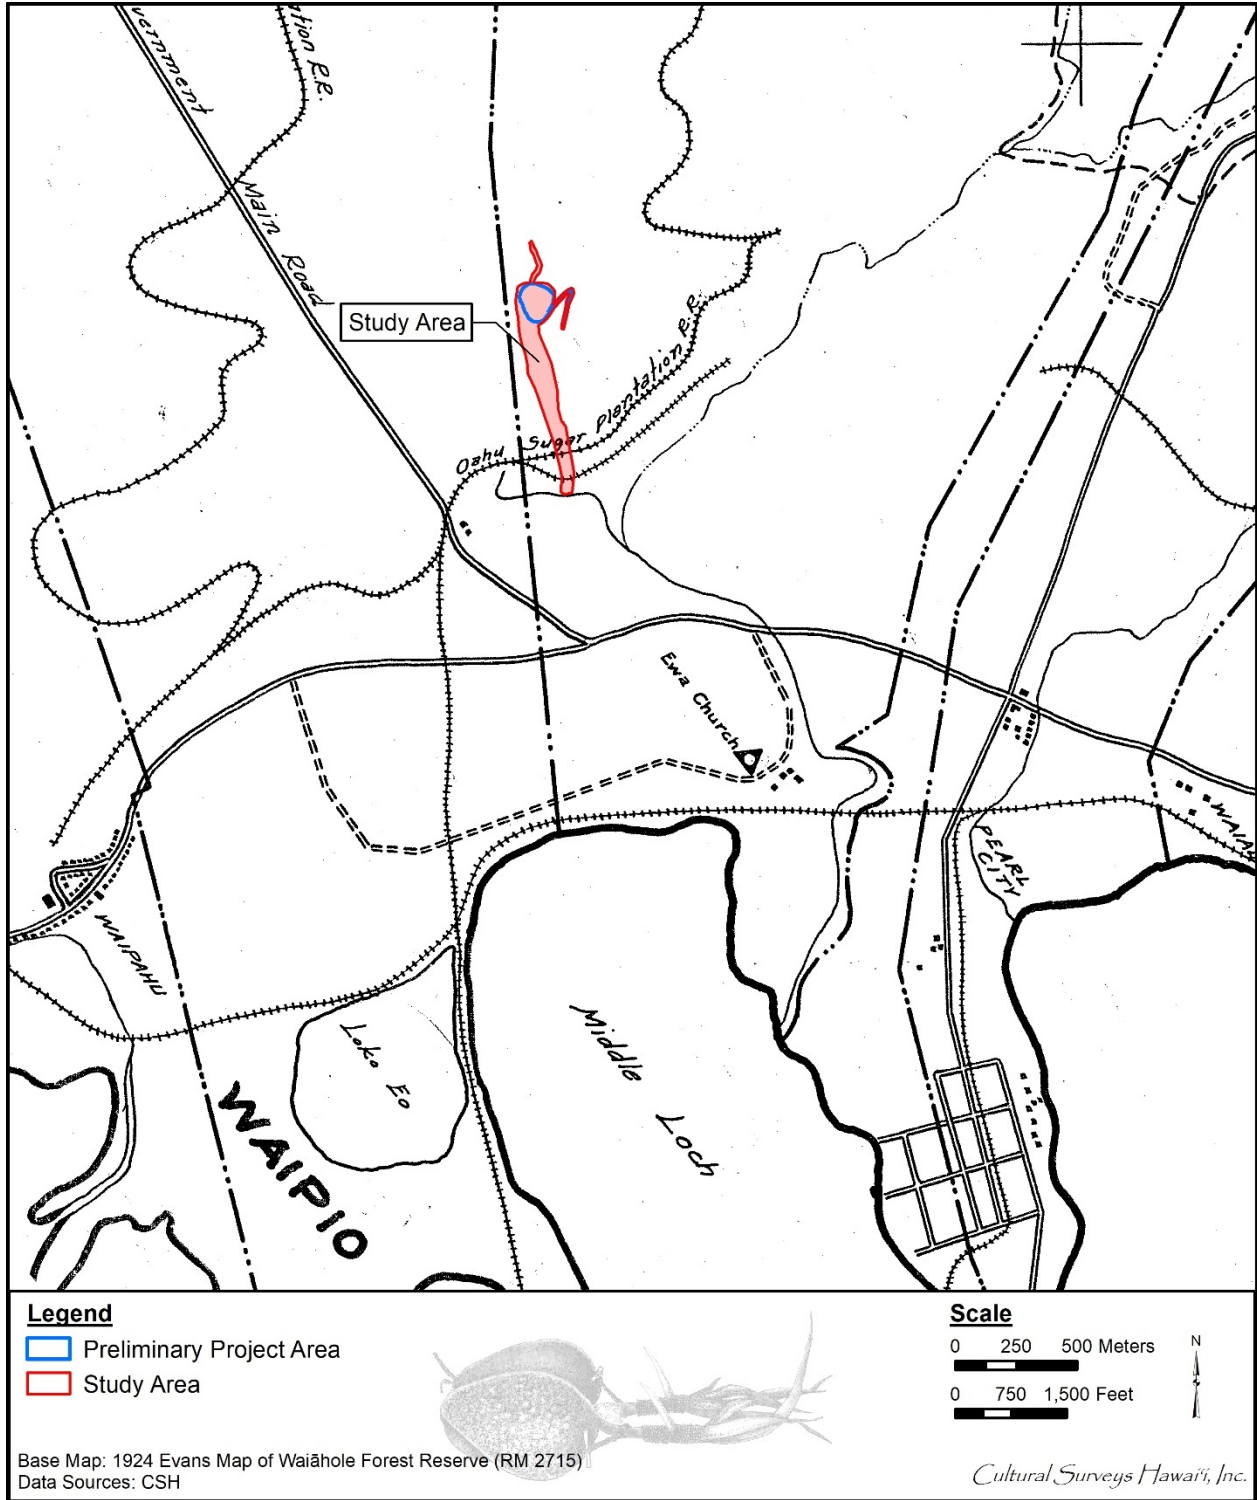 vernment
ation R.R.
Main Road
Study Area
Oahu Sugar Plantation R.R.
Ewa Church
WAIPAHU
PEARL
CITY
WAIAU
Loko Eo
Middle
Loch
WAIPIO
Legend
Preliminary Project Area
Study Area
Scale
0 250 500 Meters
0 750 1,500 Feet
N
Base Map: 1924 Evans Map of Waiāhole Forest Reserve (RM 2715)
Data Sources: CSH
Cultural Surveys Hawai‘i, Inc.